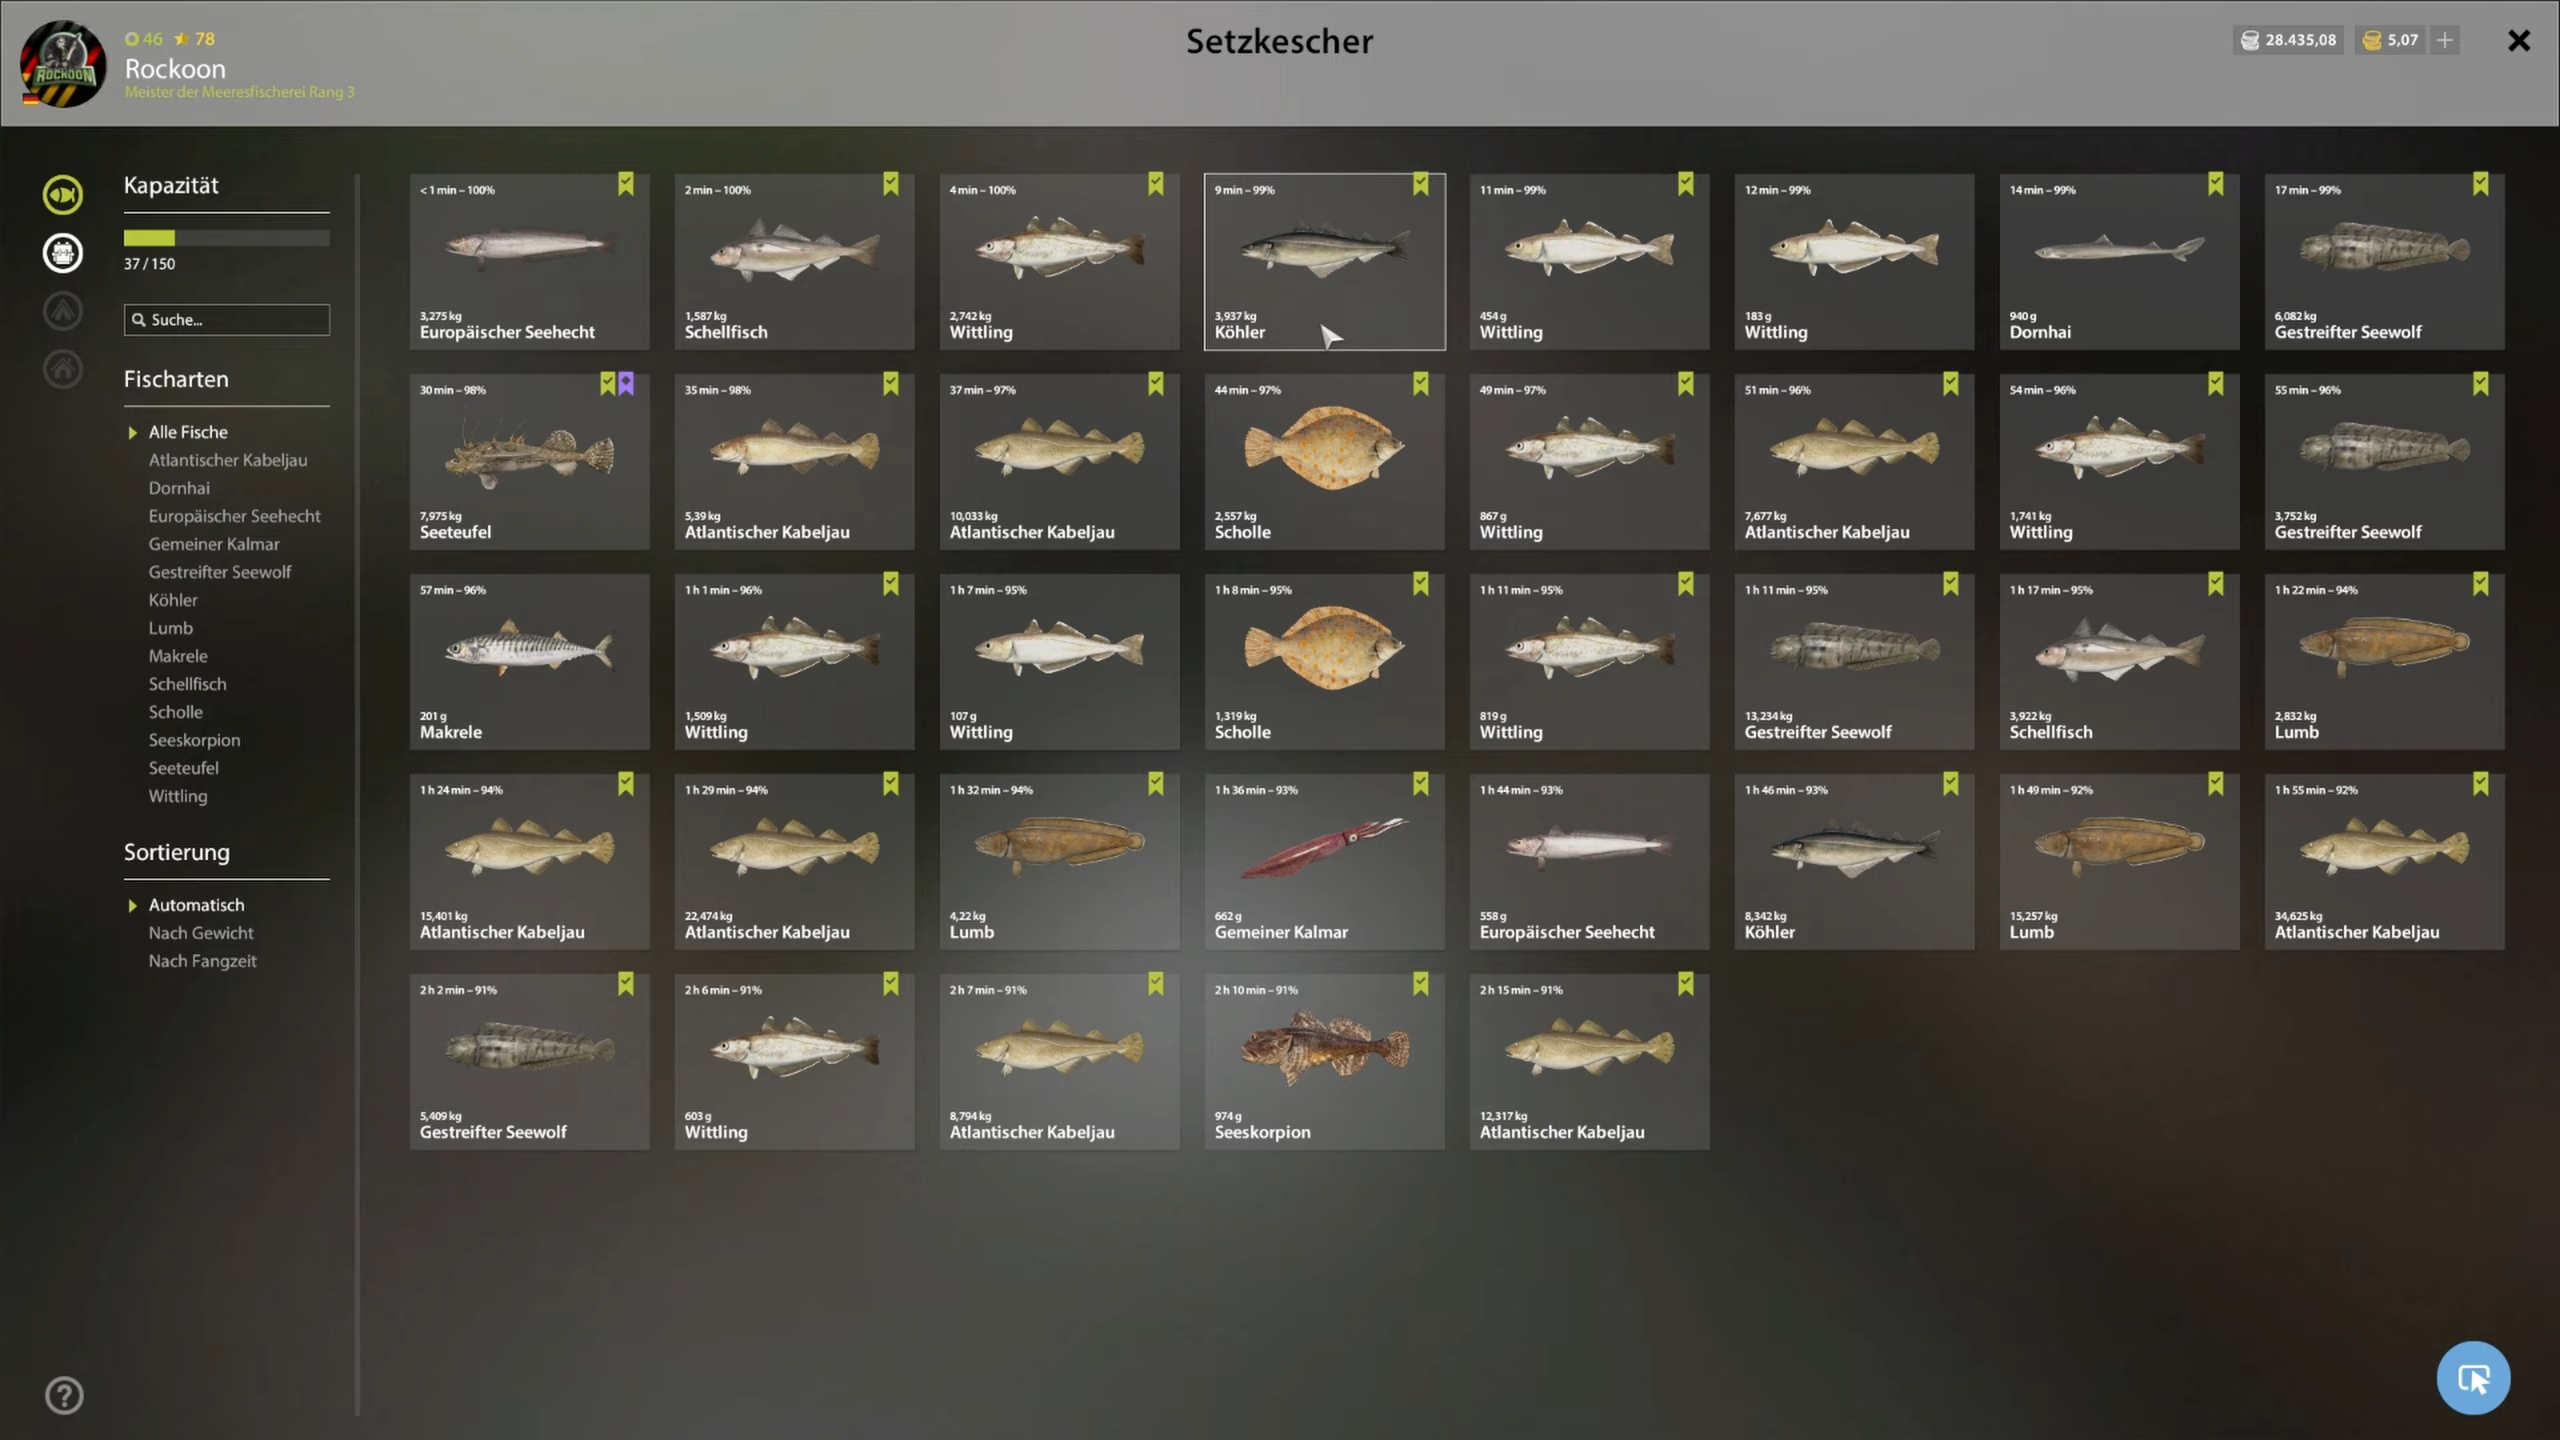 46 78
Setzkescher
28.435,08
5,07
ROCKOON
Rockoon
Meister der Meeresfischerei Rang 3
Kapazität
37 / 150
Suche...
Fischarten
Alle Fische
Atlantischer Kabeljau
Dornhai
Europäischer Seehecht
Gemeiner Kalmar
Gestreifter Seewolf
Köhler
Lumb
Makrele
Schellfisch
Scholle
Seeskorpion
Seeteufel
Wittling
Sortierung
Automatisch
Nach Gewicht
Nach Fangzeit
< 1 min – 100%
3,275 kg
Europäischer Seehecht
2 min – 100%
1,587 kg
Schellfisch
4 min – 100%
2,742 kg
Wittling
9 min – 99%
3,937 kg
Köhler
11 min – 99%
454 g
Wittling
12 min – 99%
183 g
Wittling
14 min – 99%
940 g
Dornhai
17 min – 99%
6,082 kg
Gestreifter Seewolf
30 min – 98%
7,975 kg
Seeteufel
35 min – 98%
5,39 kg
Atlantischer Kabeljau
37 min – 97%
10,033 kg
Atlantischer Kabeljau
44 min – 97%
2,557 kg
Scholle
49 min – 97%
867 g
Wittling
51 min – 96%
7,677 kg
Atlantischer Kabeljau
54 min – 96%
1,741 kg
Wittling
55 min – 96%
3,752 kg
Gestreifter Seewolf
57 min – 96%
201 g
Makrele
1 h 1 min – 96%
1,509 kg
Wittling
1 h 7 min – 95%
107 g
Wittling
1 h 8 min – 95%
1,319 kg
Scholle
1 h 11 min – 95%
819 g
Wittling
1 h 11 min – 95%
13,234 kg
Gestreifter Seewolf
1 h 17 min – 95%
3,922 kg
Schellfisch
1 h 22 min – 94%
2,832 kg
Lumb
1 h 24 min – 94%
15,401 kg
Atlantischer Kabeljau
1 h 29 min – 94%
22,474 kg
Atlantischer Kabeljau
1 h 32 min – 94%
4,22 kg
Lumb
1 h 36 min – 93%
662 g
Gemeiner Kalmar
1 h 44 min – 93%
558 g
Europäischer Seehecht
1 h 46 min – 93%
8,342 kg
Köhler
1 h 49 min – 92%
15,257 kg
Lumb
1 h 55 min – 92%
34,625 kg
Atlantischer Kabeljau
2 h 2 min – 91%
5,409 kg
Gestreifter Seewolf
2 h 6 min – 91%
603 g
Wittling
2 h 7 min – 91%
8,794 kg
Atlantischer Kabeljau
2 h 10 min – 91%
974 g
Seeskorpion
2 h 15 min – 91%
12,317 kg
Atlantischer Kabeljau